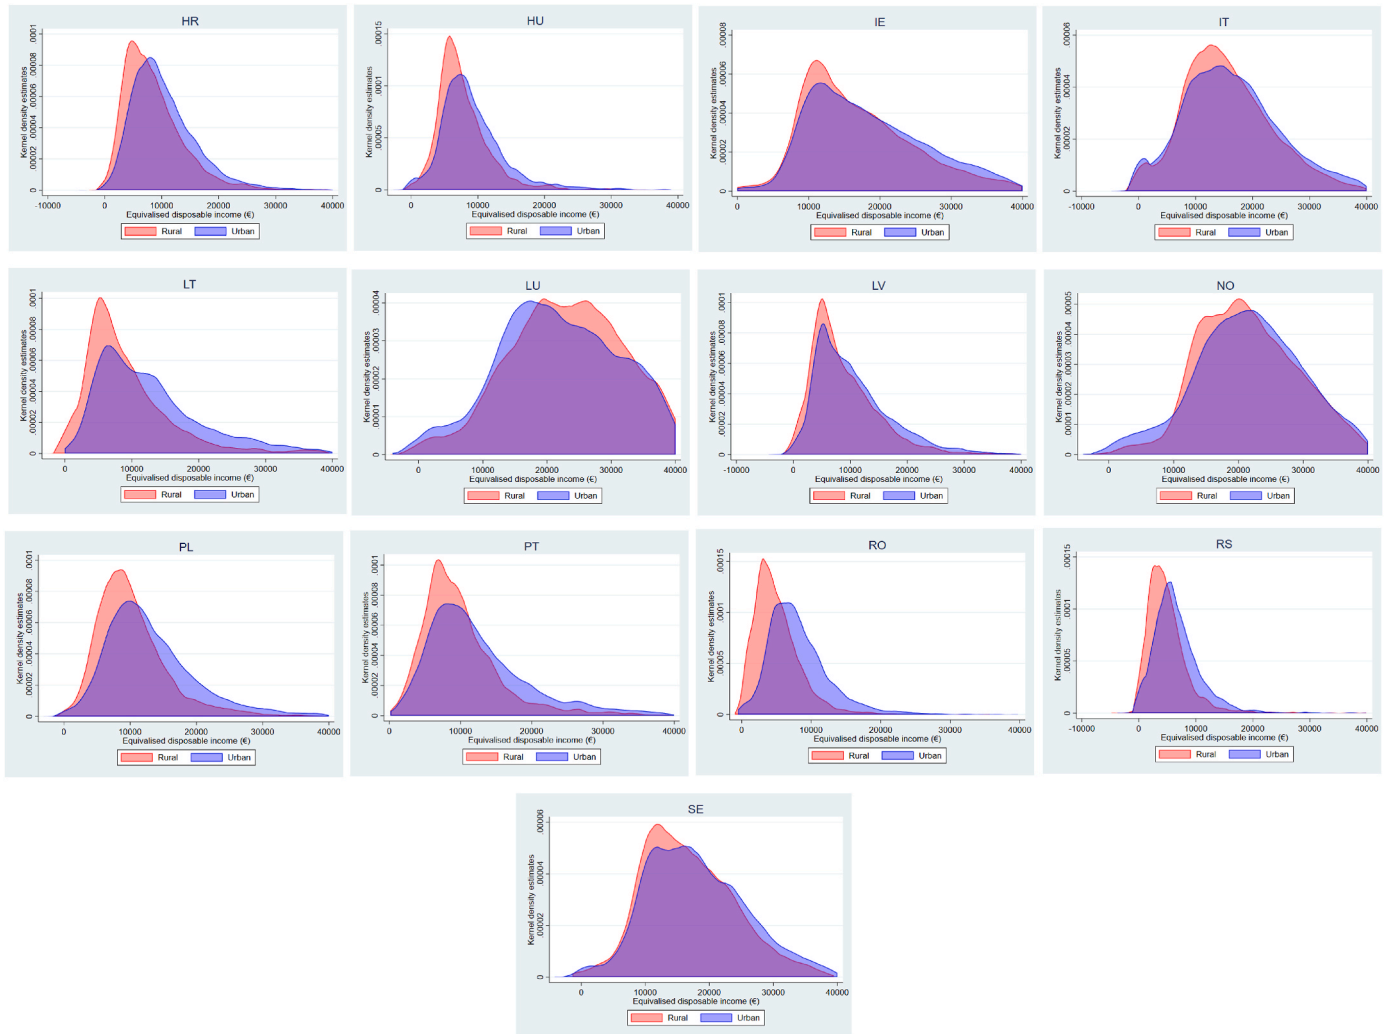 HR
Kernel density estimates
0 .00002 .00004 .00006 .00008 .0001
-10000 0 10000 20000 30000 40000
Equivalised disposable income (€)
Rural Urban
HU
Kernel density estimates
0 .00005 .0001 .00015
0 10000 20000 30000 40000
Equivalised disposable income (€)
Rural Urban
IE
Kernel density estimates
0 .00002 .00004 .00006 .00008
0 10000 20000 30000 40000
Equivalised disposable income (€)
Rural Urban
IT
Kernel density estimates
0 .00002 .00004 .00006
-10000 0 10000 20000 30000 40000
Equivalised disposable income (€)
Rural Urban
LT
Kernel density estimates
0 .00002 .00004 .00006 .00008 .0001
0 10000 20000 30000 40000
Equivalised disposable income (€)
Rural Urban
LU
Kernel density estimates
0 .00001 .00002 .00003 .00004
0 10000 20000 30000 40000
Equivalised disposable income (€)
Rural Urban
LV
Kernel density estimates
0 .00002 .00004 .00006 .00008 .0001
-10000 0 10000 20000 30000 40000
Equivalised disposable income (€)
Rural Urban
NO
Kernel density estimates
0 .00001 .00002 .00003 .00004 .00005
0 10000 20000 30000 40000
Equivalised disposable income (€)
Rural Urban
PL
Kernel density estimates
0 .00002 .00004 .00006 .00008 .0001
0 10000 20000 30000 40000
Equivalised disposable income (€)
Rural Urban
PT
Kernel density estimates
0 .00002 .00004 .00006 .00008 .0001
0 10000 20000 30000 40000
Equivalised disposable income (€)
Rural Urban
RO
Kernel density estimates
0 .00005 .0001 .00015
0 10000 20000 30000 40000
Equivalised disposable income (€)
Rural Urban
RS
Kernel density estimates
0 .00005 .0001 .00015
-10000 0 10000 20000 30000 40000
Equivalised disposable income (€)
Rural Urban
SE
Kernel density estimates
0 .00002 .00004 .00006
0 10000 20000 30000 40000
Equivalised disposable income (€)
Rural Urban